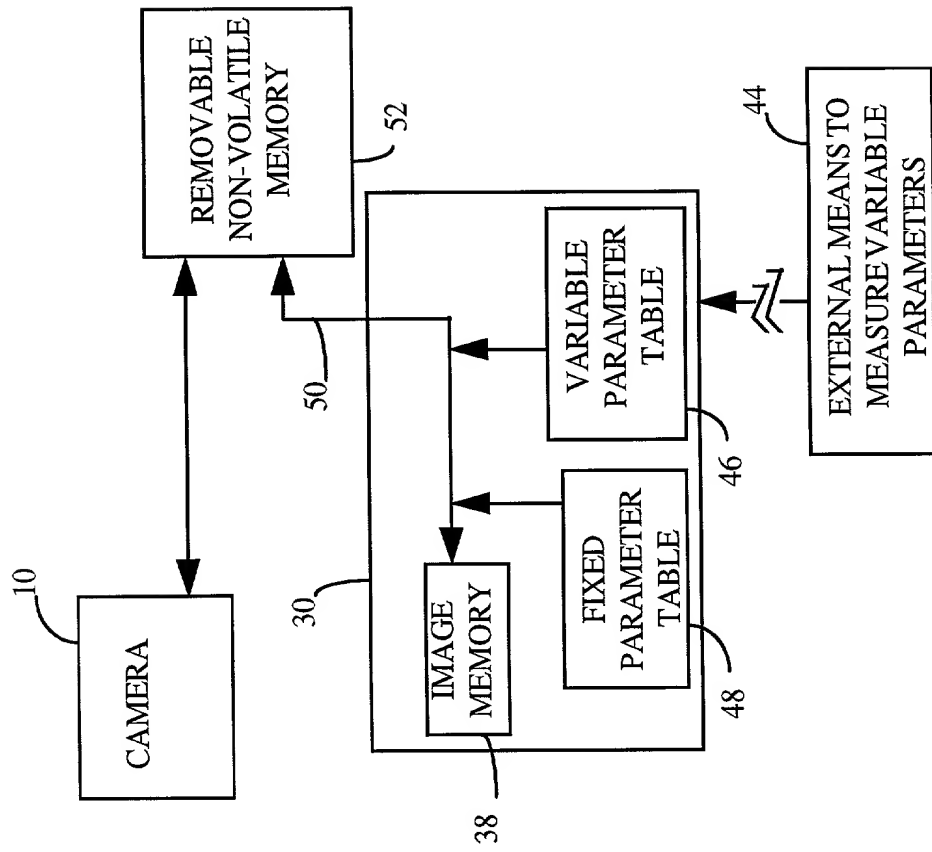 10
CAMERA
REMOVABLE
NON-VOLATILE
MEMORY
52
50
30
IMAGE
MEMORY
38
FIXED
PARAMETER
TABLE
48
VARIABLE
PARAMETER
TABLE
46
44
EXTERNAL MEANS TO
MEASURE VARIABLE
PARAMETERS